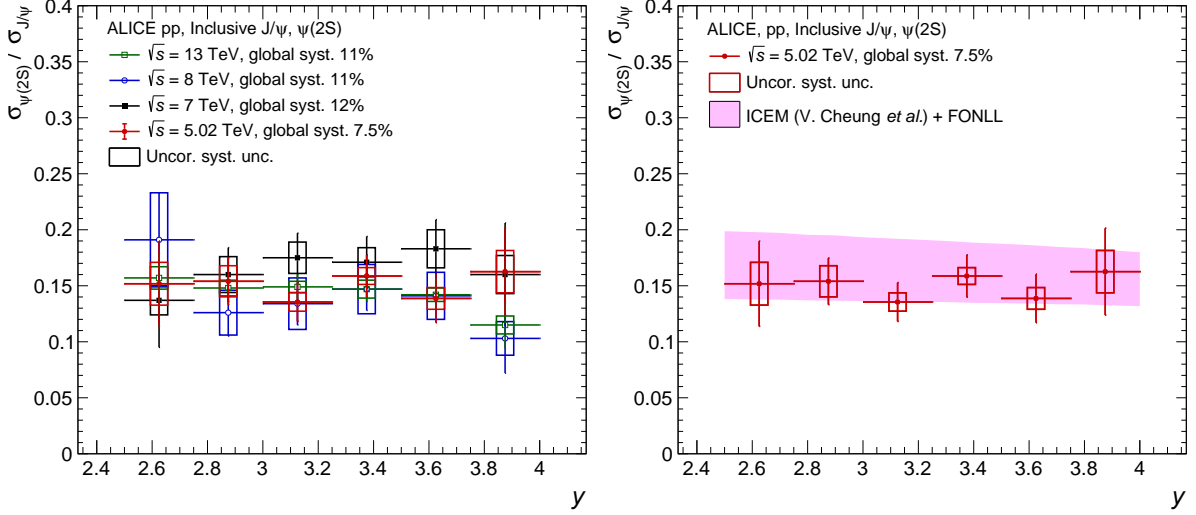 σψ(2S) / σJ/ψ
0.4
0.35
0.3
0.25
0.2
0.15
0.1
0.05
0
ALICE pp, Inclusive J/ψ, ψ(2S)
√s = 13 TeV, global syst. 11%
√s = 8 TeV, global syst. 11%
√s = 7 TeV, global syst. 12%
√s = 5.02 TeV, global syst. 7.5%
Uncor. syst. unc.
2.4 2.6 2.8 3 3.2 3.4 3.6 3.8 4
y
σψ(2S) / σJ/ψ
0.4
0.35
0.3
0.25
0.2
0.15
0.1
0.05
0
ALICE, pp, Inclusive J/ψ, ψ(2S)
√s = 5.02 TeV, global syst. 7.5%
Uncor. syst. unc.
ICEM (V. Cheung et al.) + FONLL
2.4 2.6 2.8 3 3.2 3.4 3.6 3.8 4
y